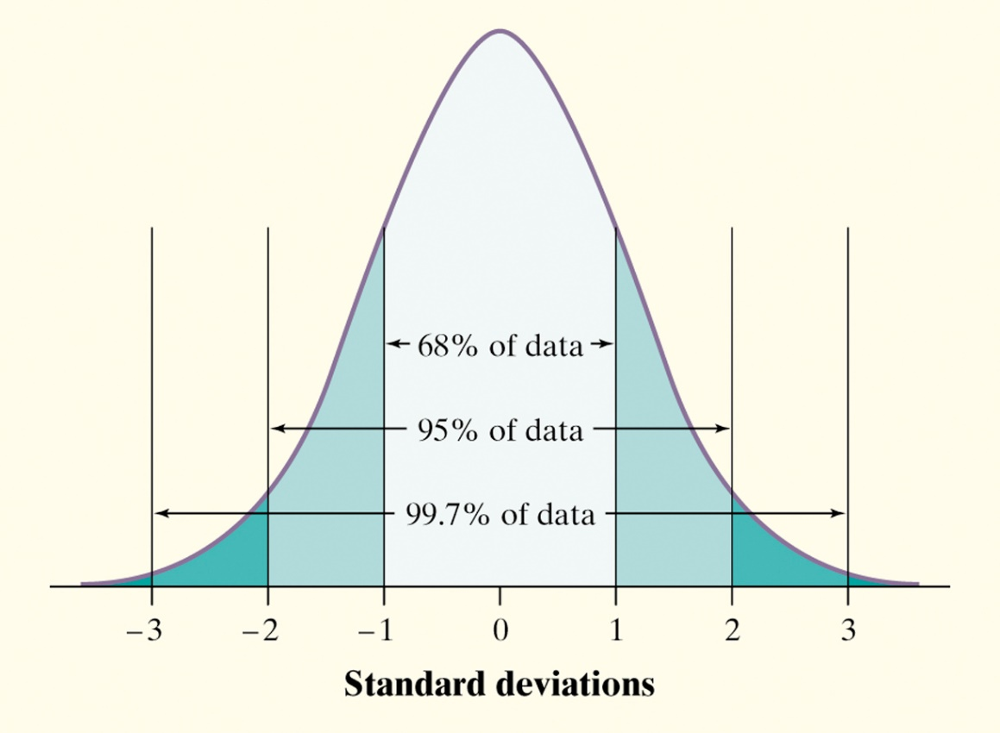 68% of data
95% of data
99.7% of data
−3 −2 −1 0 1 2 3
Standard deviations